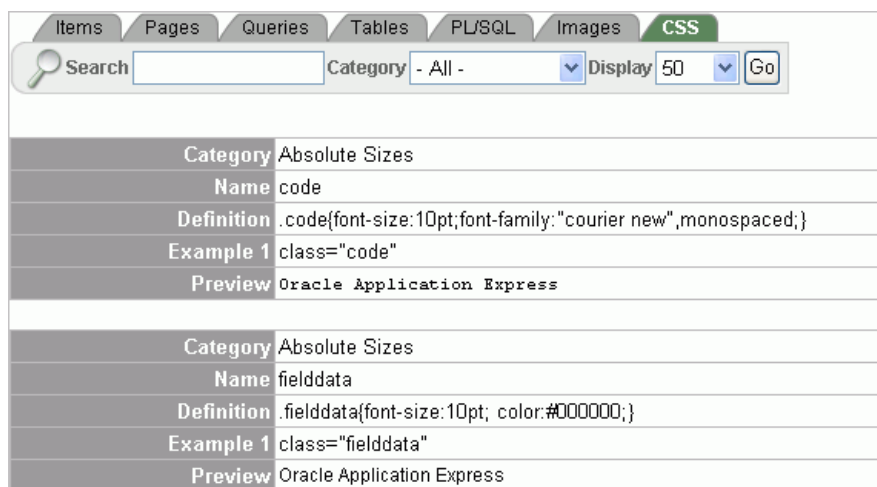 Items Pages Queries Tables PL/SQL Images CSS
Search Category - All - Display 50 Go
Category Absolute Sizes
Name code
Definition .code{font-size:10pt;font-family:"courier new",monospaced;}
Example 1 class="code"
Preview Oracle Application Express
Category Absolute Sizes
Name fielddata
Definition .fielddata{font-size:10pt; color:#000000;}
Example 1 class="fielddata"
Preview Oracle Application Express